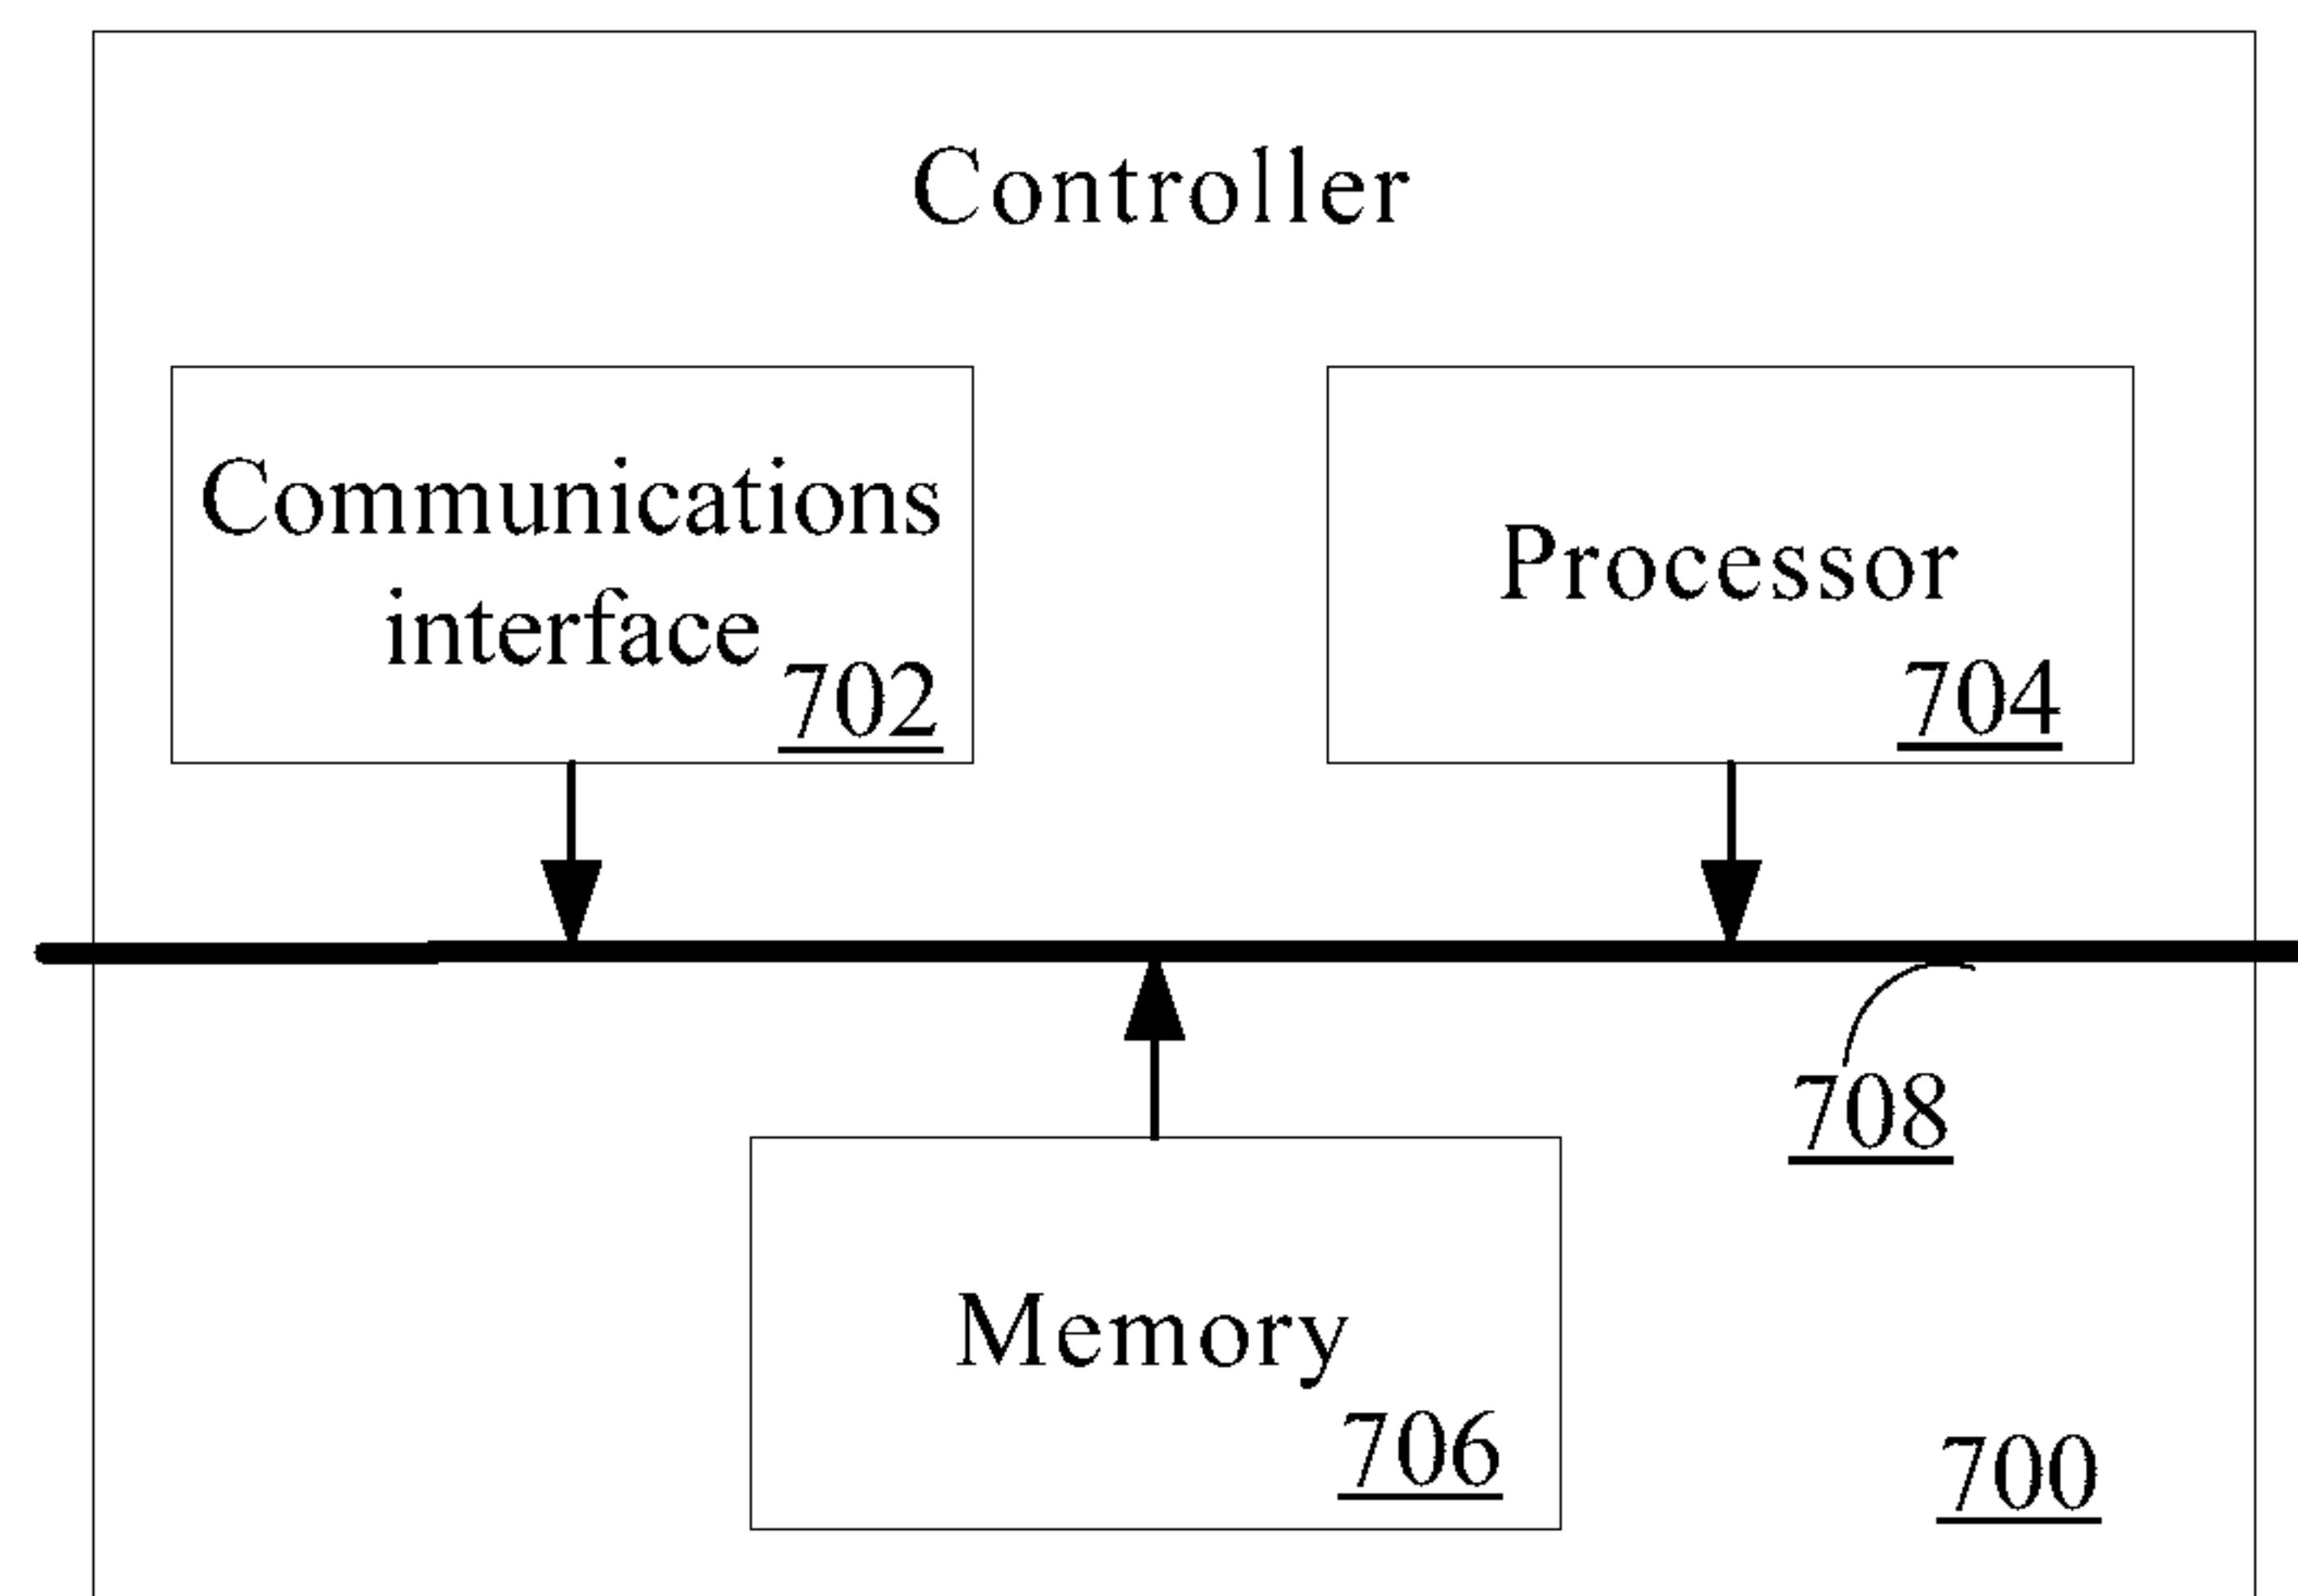 Controller
Communications
interface
702
Processor
704
708
Memory
706
700